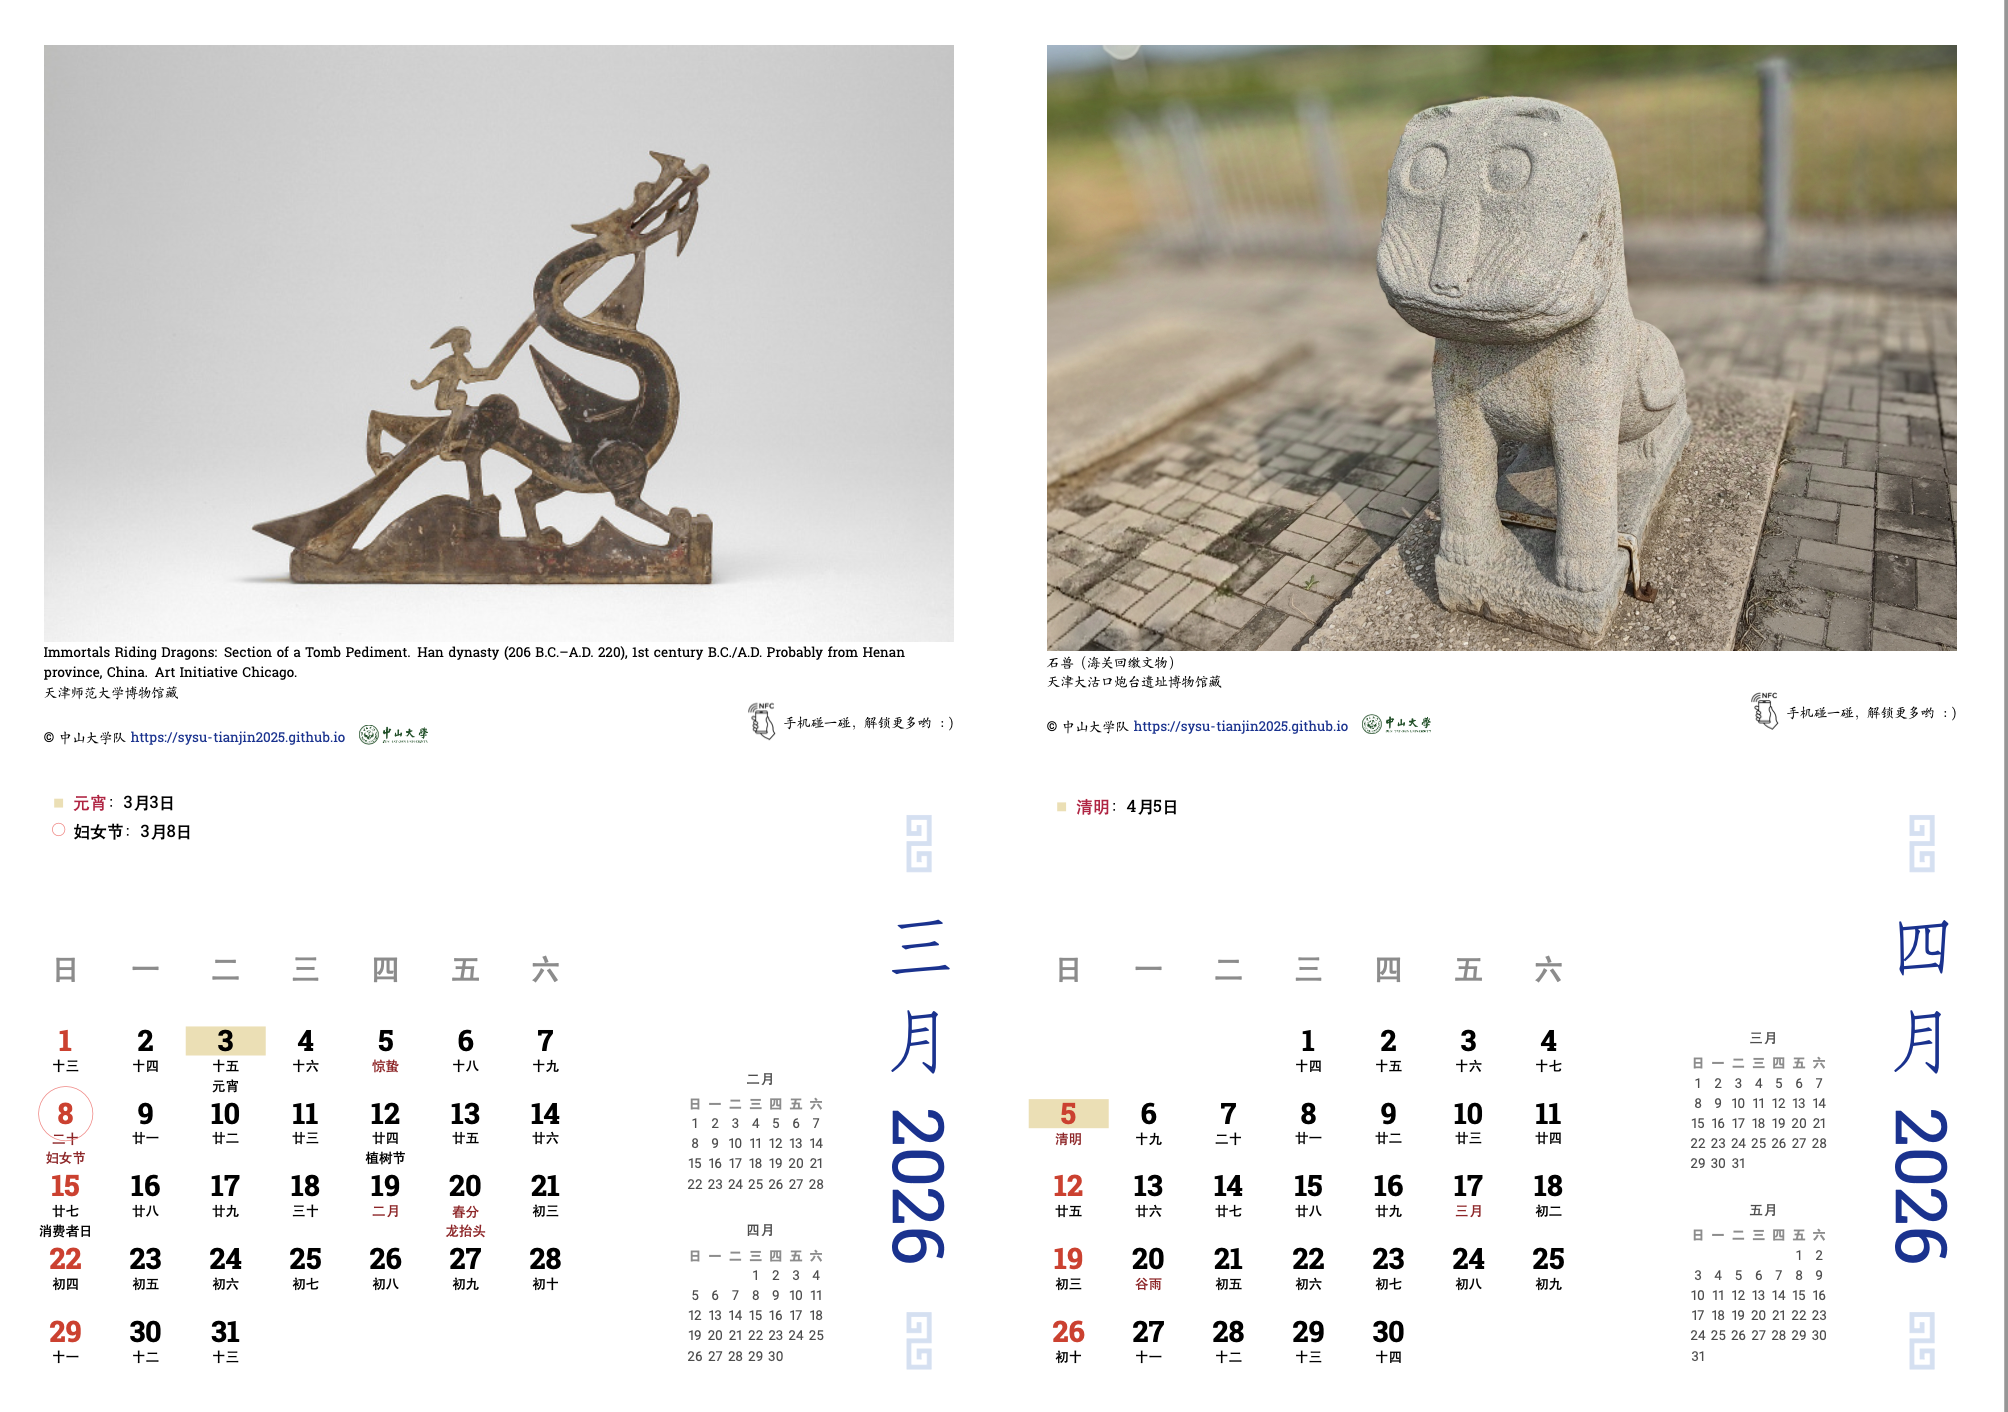 Immortals Riding Dragons: Section of a Tomb Pediment. Han dynasty (206 B.C.–A.D. 220), 1st century B.C./A.D. Probably from Henan
province, China. Art Initiative Chicago.
天津师范大学博物馆藏
© 中山大学队 https://sysu-tianjin2025.github.io 中山大学
NFC 手机碰一碰，解锁更多哟 :)
元宵：3月3日
妇女节：3月8日
三月 2026
日 一 二 三 四 五 六
1 2 3 4 5 6 7
十三 十四 十五 十六 惊蛰 十八 十九
元宵
8 9 10 11 12 13 14
二十 廿一 廿二 廿三 廿四 廿五 廿六
妇女节 植树节
15 16 17 18 19 20 21
廿七 廿八 廿九 三十 二月 春分 初三
消费者日 龙抬头
22 23 24 25 26 27 28
初四 初五 初六 初七 初八 初九 初十
29 30 31
十一 十二 十三
二月
日 一 二 三 四 五 六
1 2 3 4 5 6 7
8 9 10 11 12 13 14
15 16 17 18 19 20 21
22 23 24 25 26 27 28
四月
日 一 二 三 四 五 六
1 2 3 4
5 6 7 8 9 10 11
12 13 14 15 16 17 18
19 20 21 22 23 24 25
26 27 28 29 30
石兽（海关回缴文物）
天津大沽口炮台遗址博物馆藏
© 中山大学队 https://sysu-tianjin2025.github.io 中山大学
NFC 手机碰一碰，解锁更多哟 :)
清明：4月5日
四月 2026
日 一 二 三 四 五 六
1 2 3 4
十四 十五 十六 十七
5 6 7 8 9 10 11
清明 十九 二十 廿一 廿二 廿三 廿四
12 13 14 15 16 17 18
廿五 廿六 廿七 廿八 廿九 三月 初二
19 20 21 22 23 24 25
初三 谷雨 初五 初六 初七 初八 初九
26 27 28 29 30
初十 十一 十二 十三 十四
三月
日 一 二 三 四 五 六
1 2 3 4 5 6 7
8 9 10 11 12 13 14
15 16 17 18 19 20 21
22 23 24 25 26 27 28
29 30 31
五月
日 一 二 三 四 五 六
1 2
3 4 5 6 7 8 9
10 11 12 13 14 15 16
17 18 19 20 21 22 23
24 25 26 27 28 29 30
31